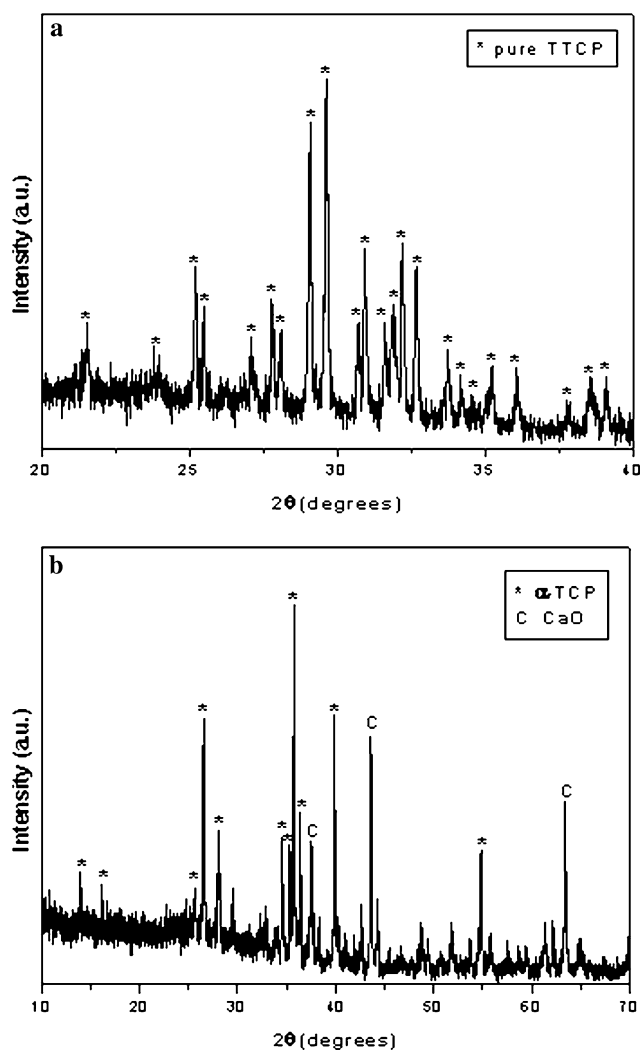 a
* pure TTCP
Intensity (a.u.)
* * * * * * * * * * * * * * * * * * * * * *
20 25 30 35 40
2θ (degrees)
b
* α TCP
C CaO
Intensity (a.u.)
* * * * * * * * * * C C * C
10 20 30 40 50 60 70
2θ (degrees)